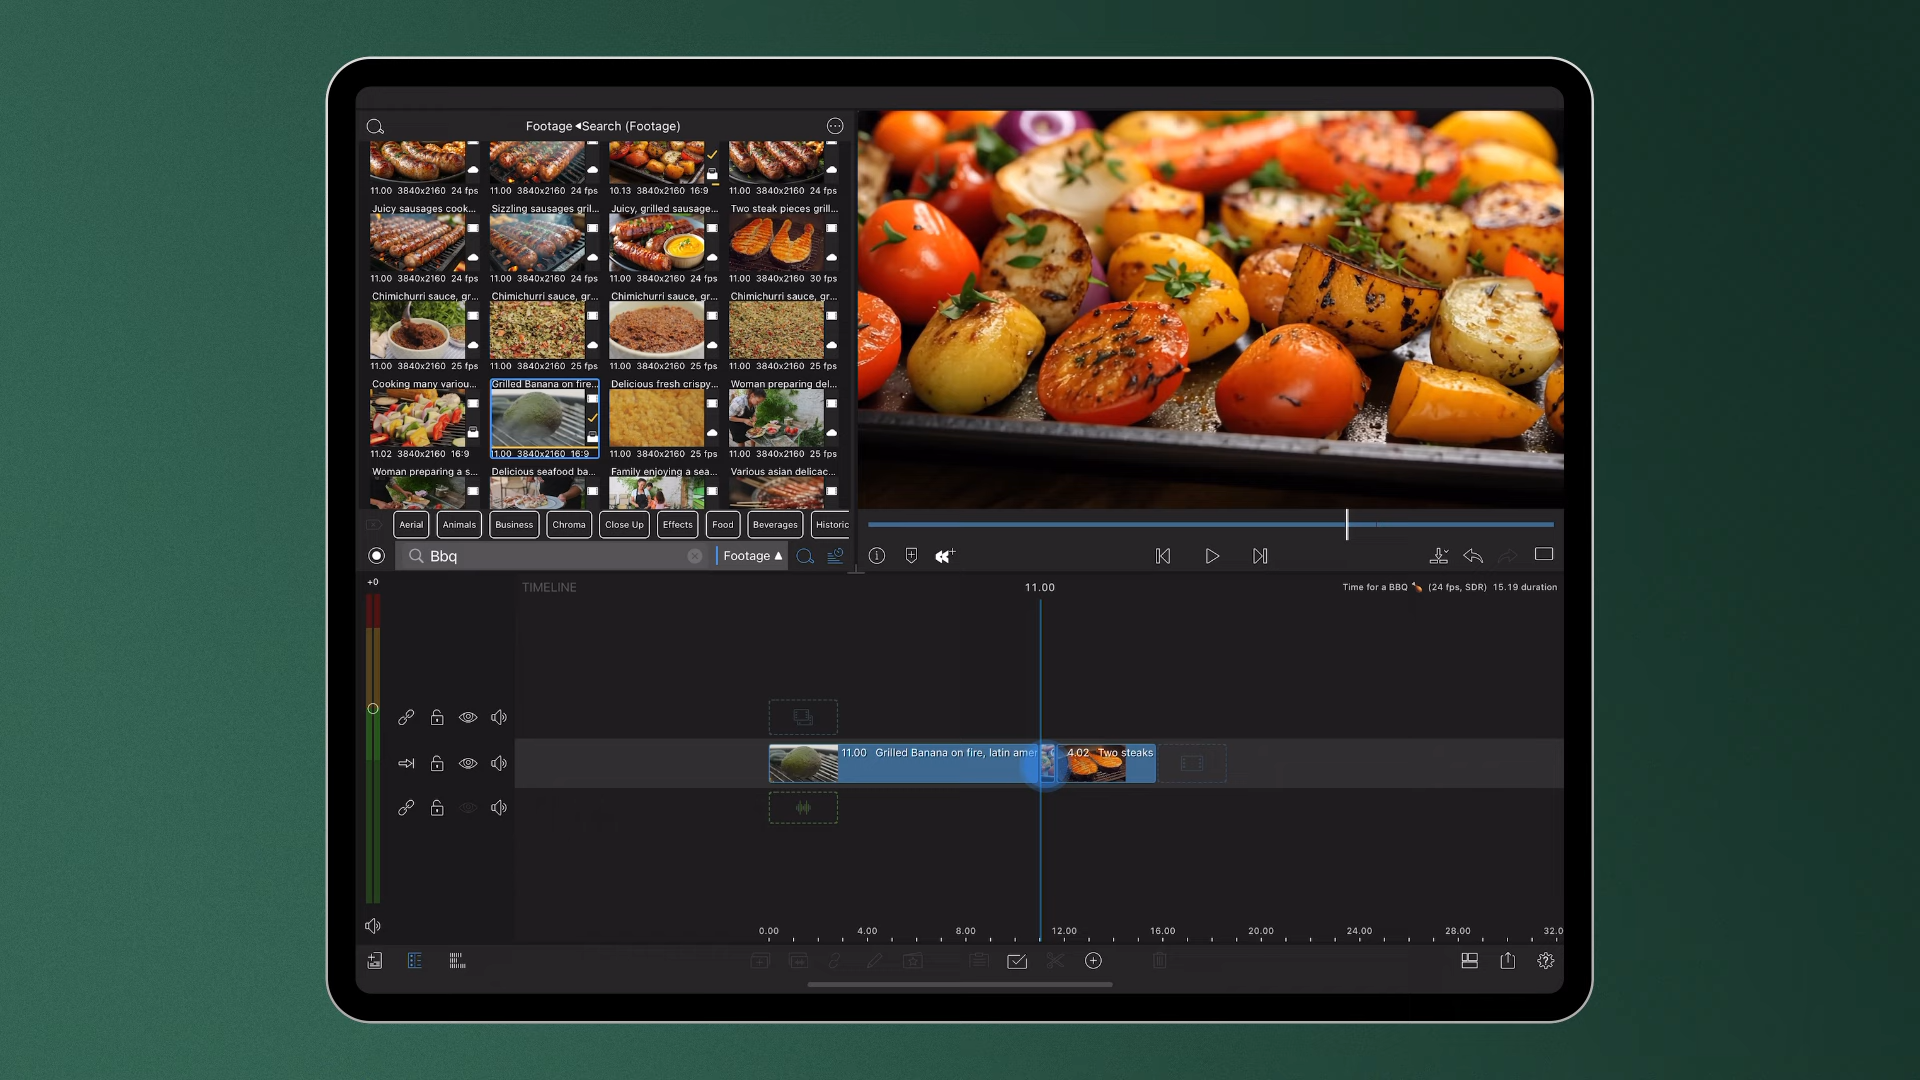 Footage ◀Search (Footage)
11.00 3840x2160 24 fps
11.00 3840x2160 24 fps
10.13 3840x2160 16:9
11.00 3840x2160 24 fps
Juicy sausages cook...
Sizzling sausages gril...
Juicy, grilled sausage...
Two steak pieces grill...
11.00 3840x2160 24 fps
11.00 3840x2160 24 fps
11.00 3840x2160 24 fps
11.00 3840x2160 30 fps
Chimichurri sauce, gr...
Chimichurri sauce, gr...
Chimichurri sauce, gr...
Chimichurri sauce, gr...
11.00 3840x2160 25 fps
11.00 3840x2160 25 fps
11.00 3840x2160 25 fps
11.00 3840x2160 25 fps
Cooking many variou...
Grilled Banana on fire...
Delicious fresh crispy...
Woman preparing del...
11.02 3840x2160 16:9
11.00 3840x2160 16:9
11.00 3840x2160 25 fps
11.00 3840x2160 25 fps
Woman preparing a s...
Delicious seafood ba...
Family enjoying a sea...
Various asian delicac...
Aerial
Animals
Business
Chroma
Close Up
Effects
Food
Beverages
Historic
Bbq
Footage ▲
+0
TIMELINE
11.00
Time for a BBQ 🍗 (24 fps, SDR) 15.19 duration
11.00 Grilled Banana on fire, latin amer
4.02 Two steaks
0.00 4.00 8.00 12.00 16.00 20.00 24.00 28.00 32.0